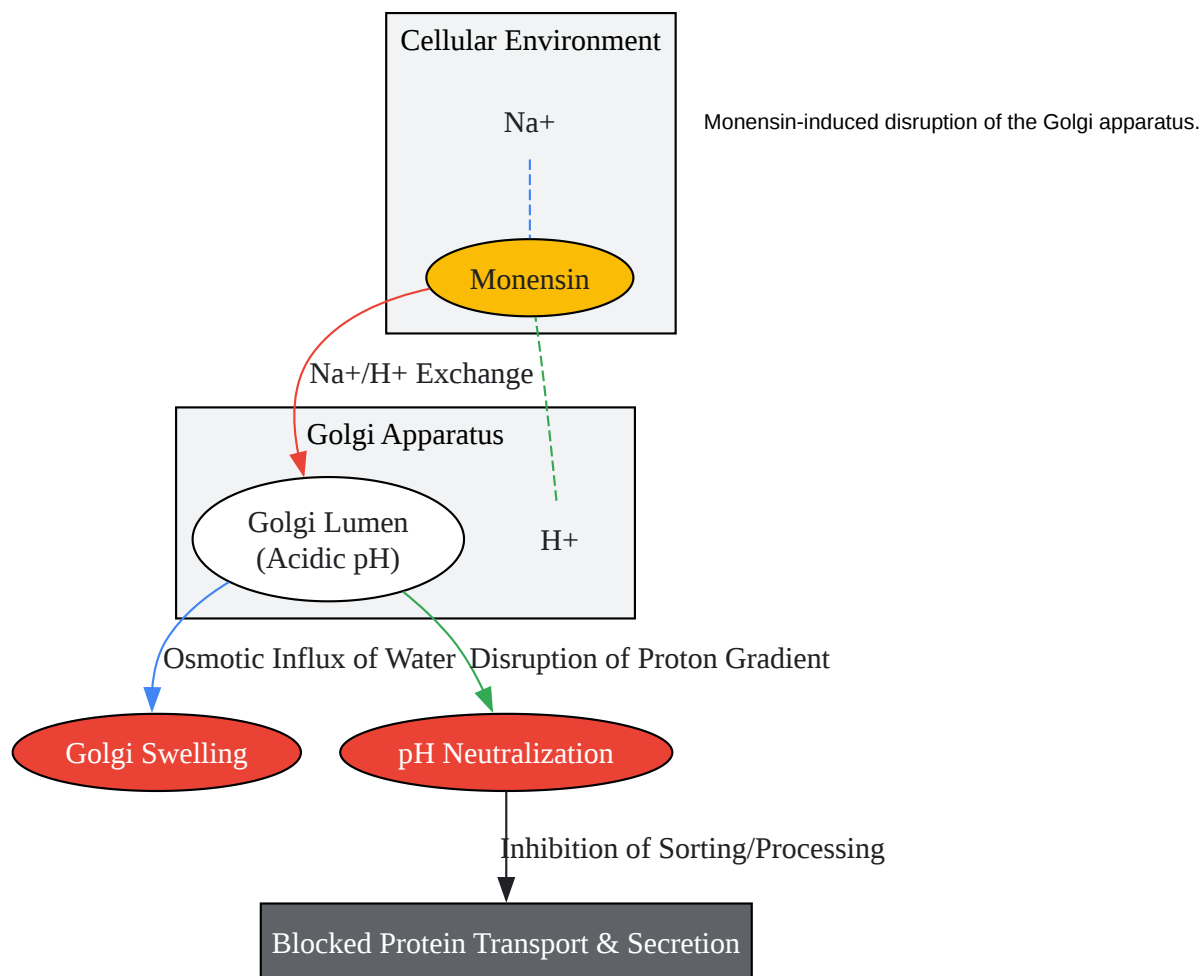 Cellular Environment
Na+
Monensin-induced disruption of the Golgi apparatus.
Monensin
Na+/H+ Exchange
Golgi Apparatus
Golgi Lumen
(Acidic pH)
H+
Osmotic Influx of Water
Disruption of Proton Gradient
Golgi Swelling
pH Neutralization
Inhibition of Sorting/Processing
Blocked Protein Transport & Secretion